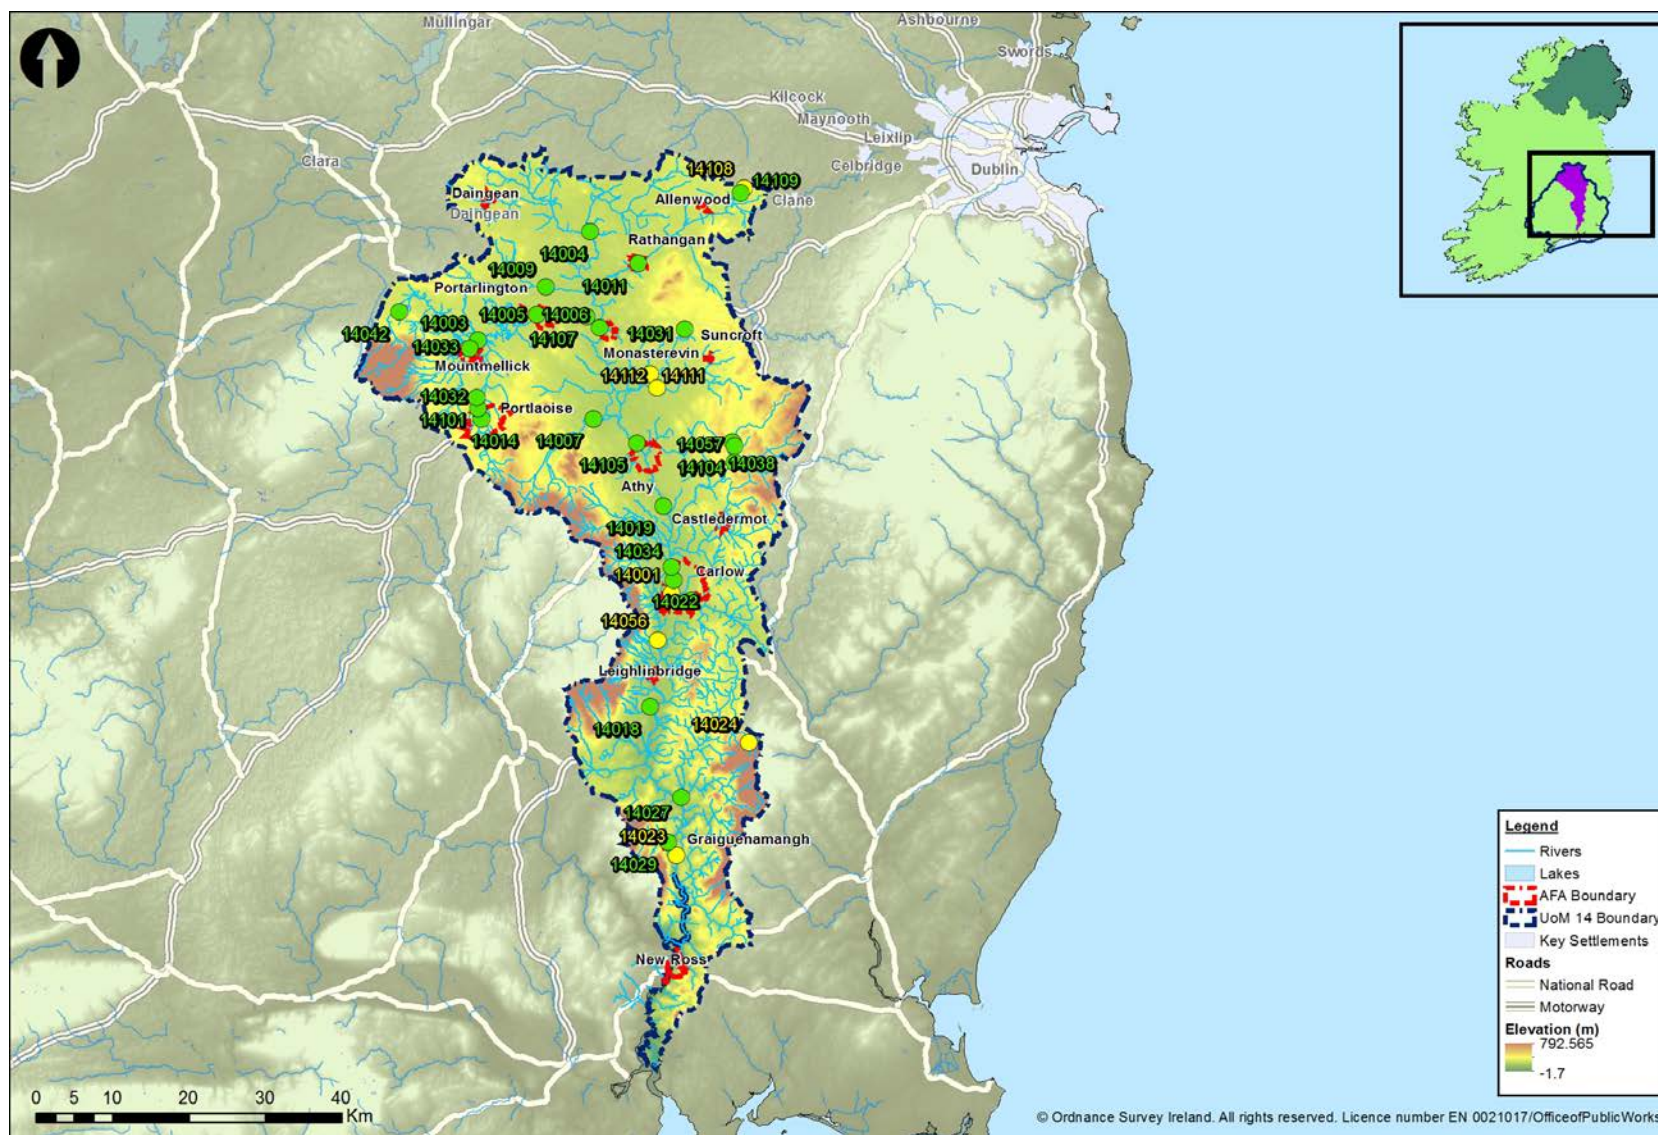 Mullingar
Ashbourne
Swords
Kilcock
Maynooth
Leixlip
Celbridge
Dublin
Clara
14108
14109
Daingean
Daingean
Allenwood
Clane
Rathangan
14004
14009
14011
Portarlington
14042
14003
14005
14006
14107
14031
Suncroft
14033
Monasterevin
Mountmellick
14112
14111
14032
Portlaoise
14101
14014
14007
14057
14105
14104
14038
Athy
Castledermot
14019
14034
14001
Carlow
14022
14056
Leighlinbridge
14018
14024
14027
14023
Graiguenamangh
14029
New Ross
0 5 10 20 30 40
Km
Legend
Rivers
Lakes
AFA Boundary
UoM 14 Boundary
Key Settlements
Roads
National Road
Motorway
Elevation (m)
792.565
-1.7
© Ordnance Survey Ireland. All rights reserved. Licence number EN 0021017/OfficeofPublicWorks